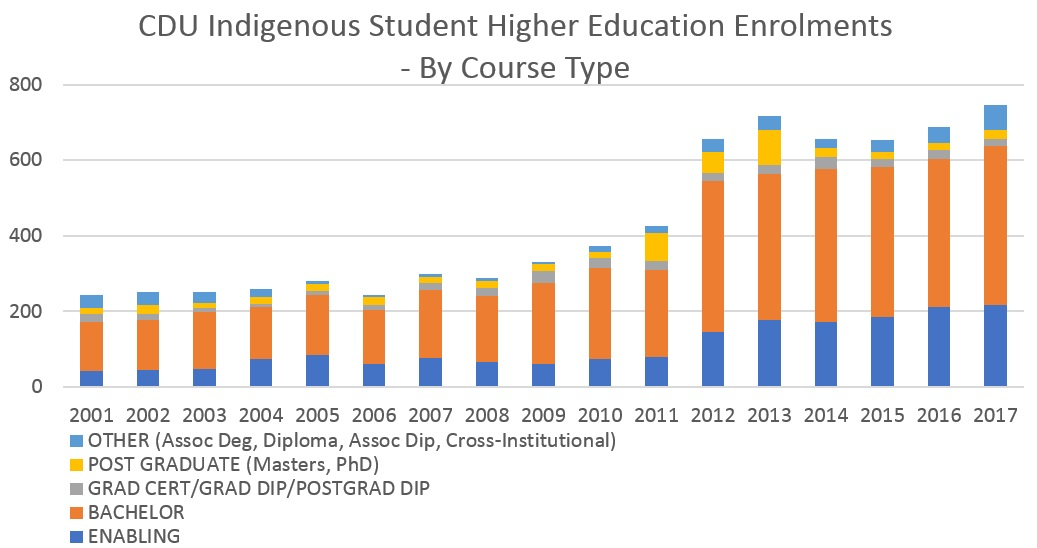 CDU Indigenous Student Higher Education Enrolments
- By Course Type
800
600
400
200
0
2001 2002 2003 2004 2005 2006 2007 2008 2009 2010 2011 2012 2013 2014 2015 2016 2017
OTHER (Assoc Deg, Diploma, Assoc Dip, Cross-Institutional)
POST GRADUATE (Masters, PhD)
GRAD CERT/GRAD DIP/POSTGRAD DIP
BACHELOR
ENABLING